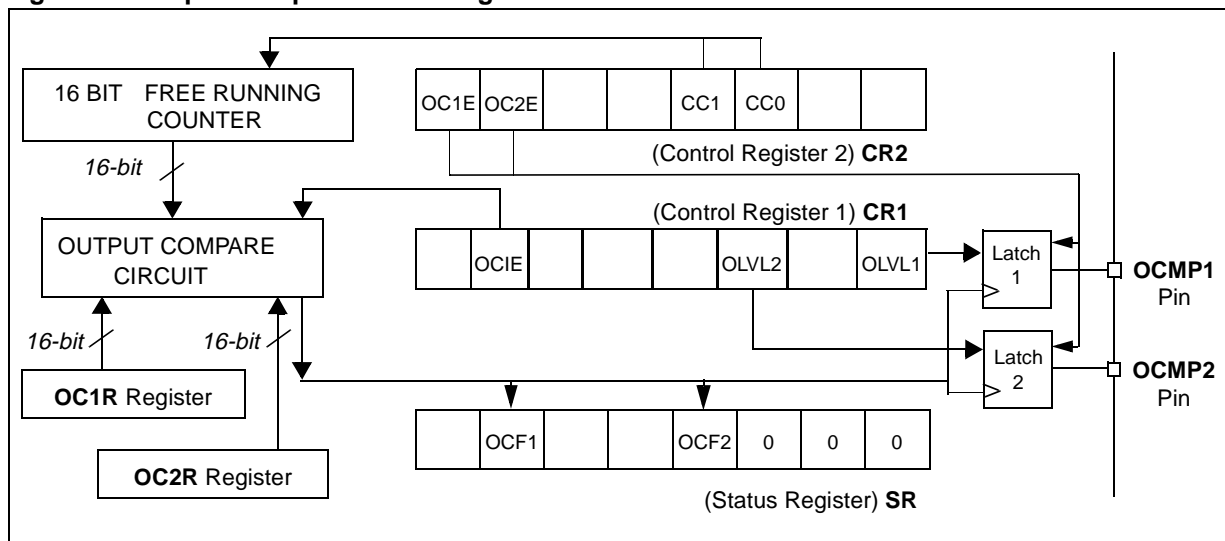 16 BIT FREE RUNNING
COUNTER
OC1E OC2E CC1 CC0
(Control Register 2) CR2
16-bit
(Control Register 1) CR1
OUTPUT COMPARE
CIRCUIT
OCIE OLVL2 OLVL1
Latch
1
OCMP1
Pin
16-bit 16-bit
Latch
2
OCMP2
Pin
OC1R Register
OCF1 OCF2 0 0 0
OC2R Register
(Status Register) SR